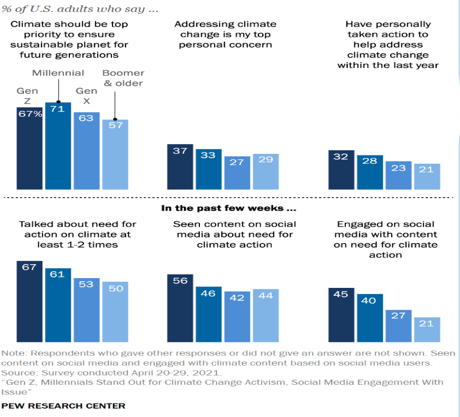 % of U.S. adults who say ...
Climate should be top
priority to ensure
sustainable planet for
future generations
Addressing climate
change is my top
personal concern
Have personally
taken action to
help address
climate change
within the last year
Millennial
Boomer
& older
Gen
Z
Gen
X
67% 71 63 57
37 33 27 29
32 28 23 21
In the past few weeks ...
Talked about need for
action on climate at
least 1-2 times
Seen content on social
media about need for
climate action
Engaged on social
media with content
on need for climate
action
67 61 53 50
56 46 42 44
45 40 27 21
Note: Respondents who gave other responses or did not give an answer are not shown. Seen
content on social media and engaged with climate content based on social media users.
Source: Survey conducted April 20-29, 2021.
"Gen Z, Millennials Stand Out for Climate Change Activism, Social Media Engagement With
Issue"
PEW RESEARCH CENTER